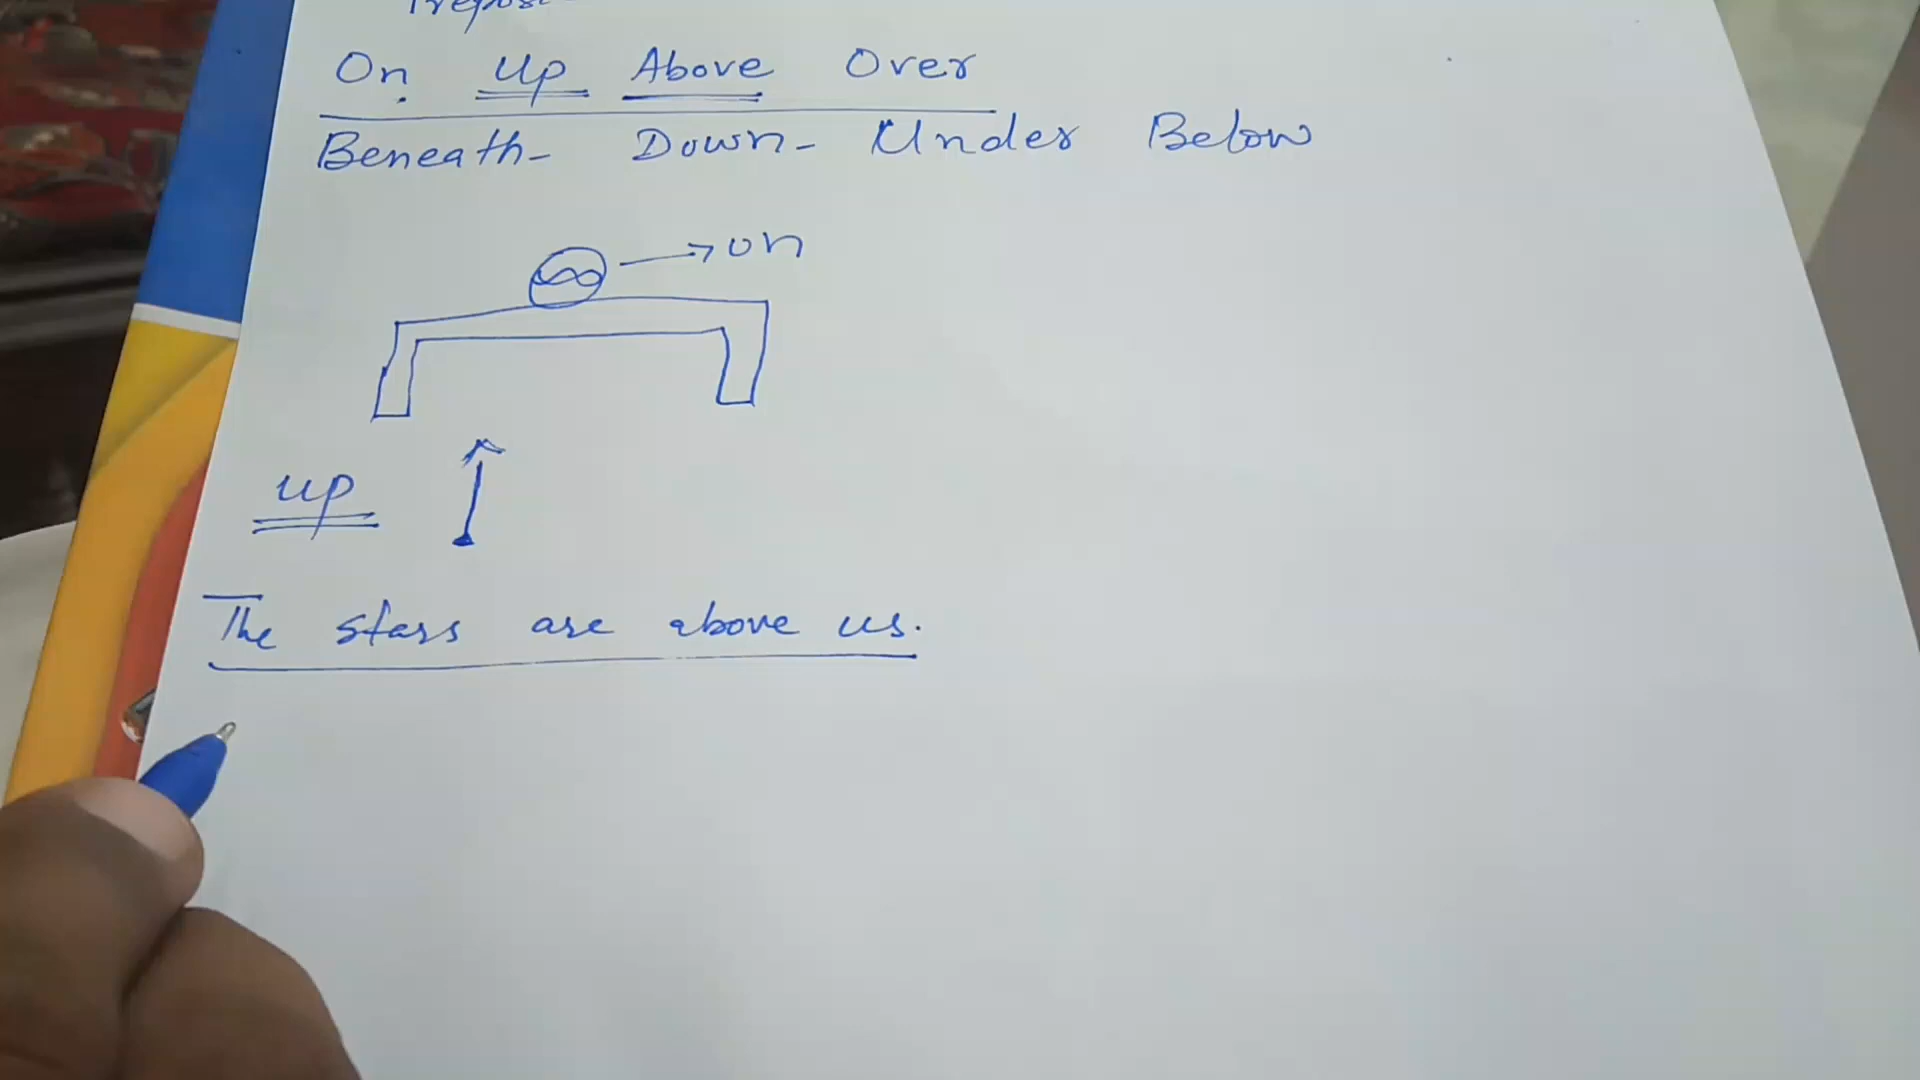 On Up Above Over
Beneath- Down- Under Below
on
up
The stars are above us.